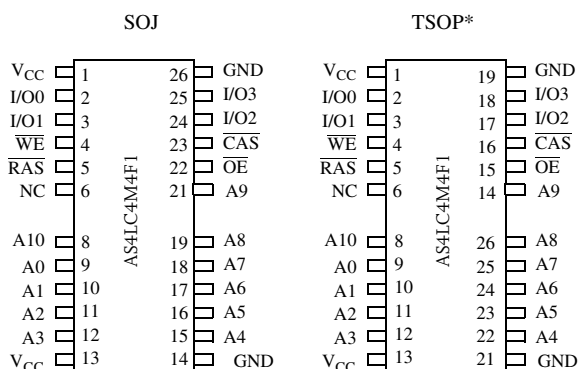 SOJ TSOP*
VCC 1 26 GND VCC 1 19 GND
I/O0 2 25 I/O3 I/O0 2 18 I/O3
I/O1 3 24 I/O2 I/O1 3 17 I/O2
WE 4 23 CAS WE 4 16 CAS
RAS 5 22 OE RAS 5 15 OE
NC 6 21 A9 NC 6 14 A9
AS4LC4M4F1 AS4LC4M4F1
A10 8 19 A8 A10 8 26 A8
A0 9 18 A7 A0 9 25 A7
A1 10 17 A6 A1 10 24 A6
A2 11 16 A5 A2 11 23 A5
A3 12 15 A4 A3 12 22 A4
VCC 13 14 GND VCC 13 21 GND